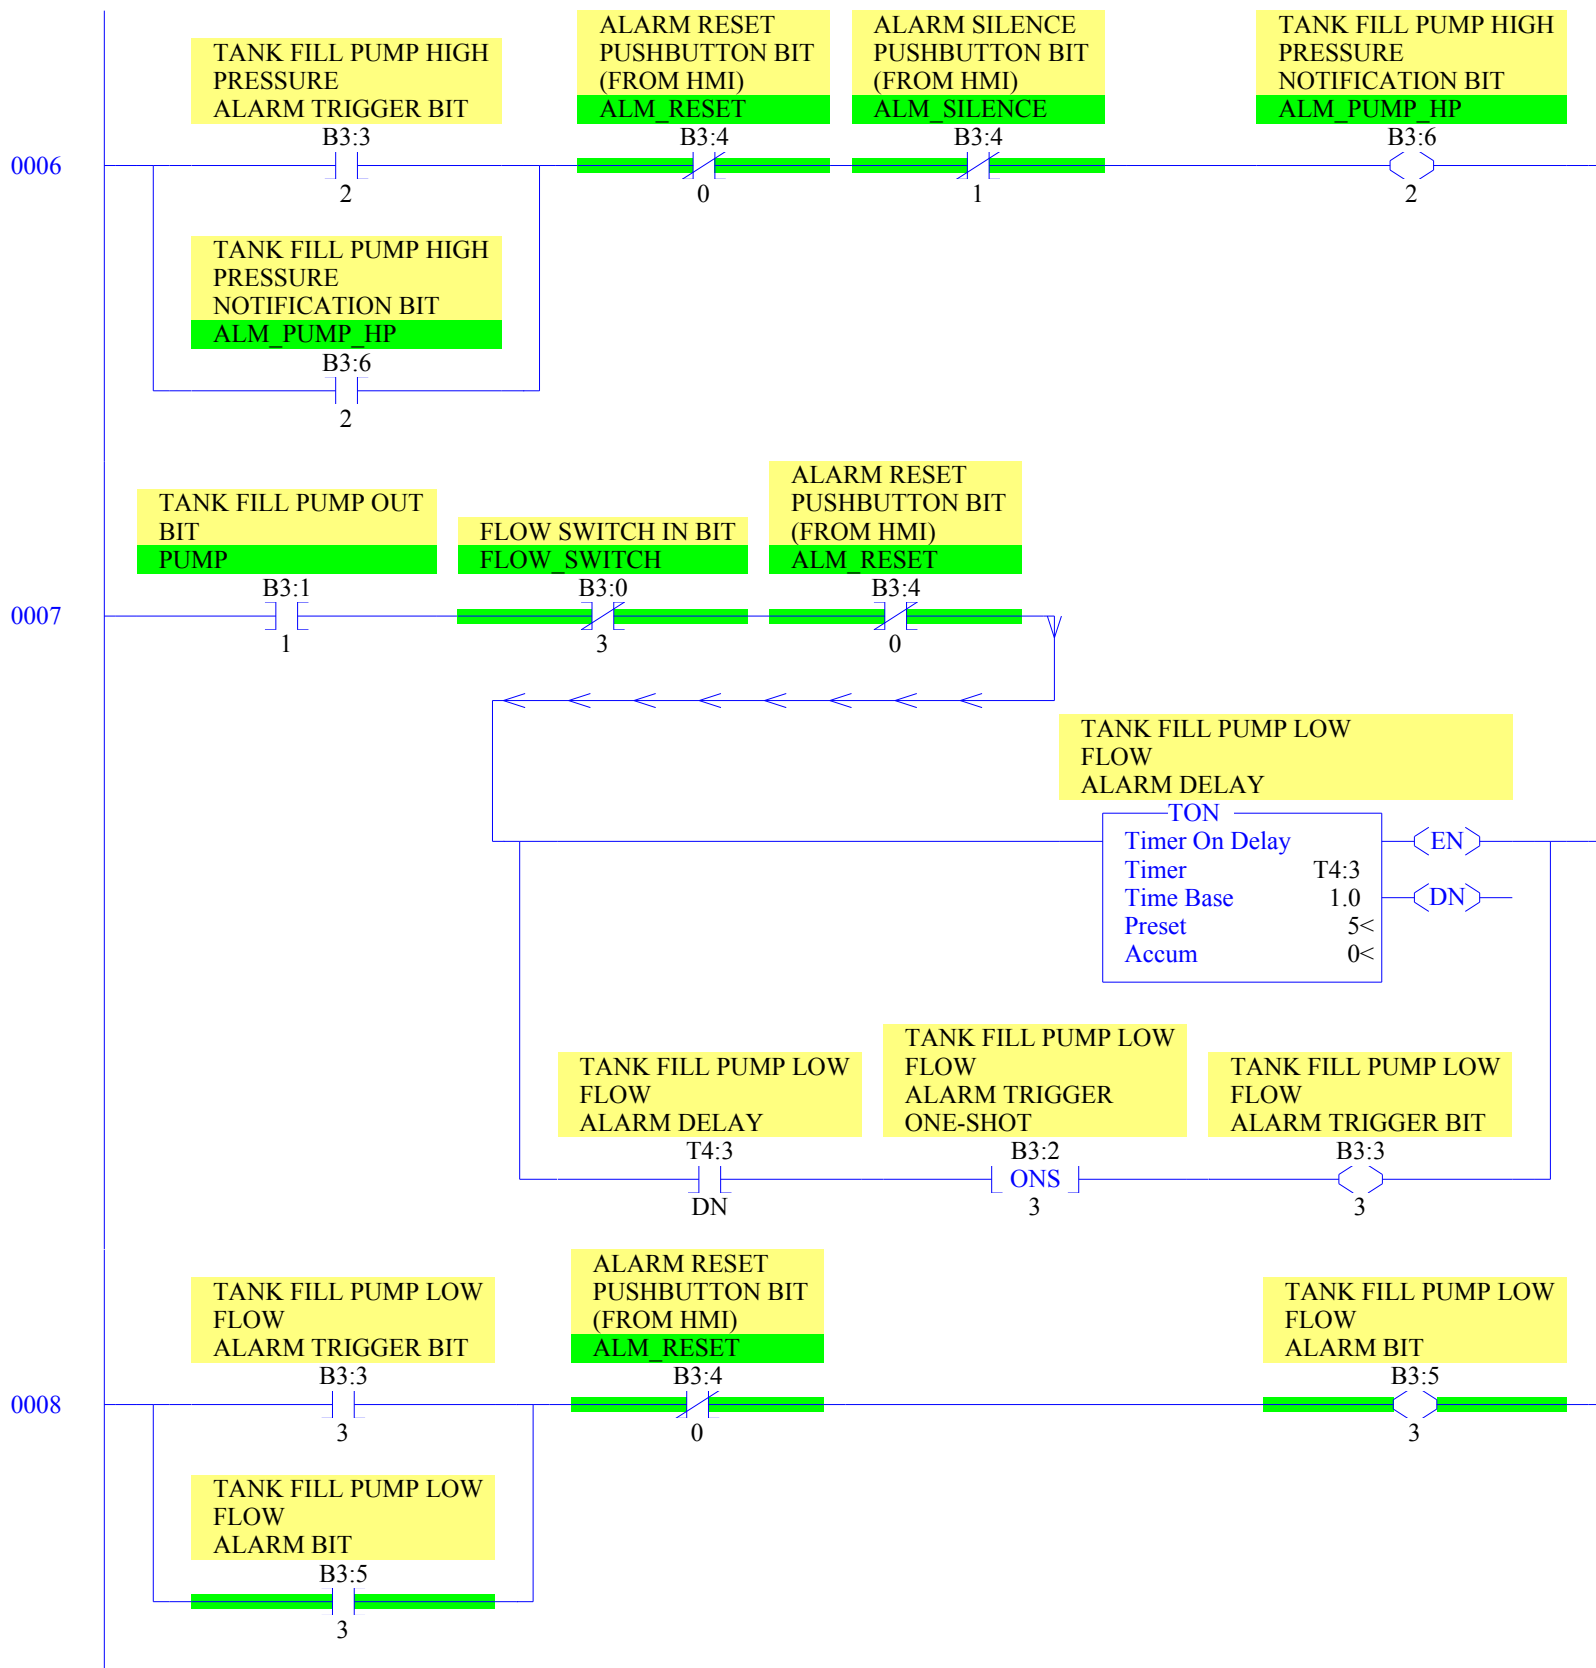 TANK FILL PUMP HIGH
PRESSURE
ALARM TRIGGER BIT
B3:3
2
ALARM RESET
PUSHBUTTON BIT
(FROM HMI)
ALM_RESET
B3:4
0
ALARM SILENCE
PUSHBUTTON BIT
(FROM HMI)
ALM_SILENCE
B3:4
1
TANK FILL PUMP HIGH
PRESSURE
NOTIFICATION BIT
ALM_PUMP_HP
B3:6
2
0006
TANK FILL PUMP HIGH
PRESSURE
NOTIFICATION BIT
ALM_PUMP_HP
B3:6
2
TANK FILL PUMP OUT
BIT
PUMP
B3:1
1
FLOW SWITCH IN BIT
FLOW_SWITCH
B3:0
3
ALARM RESET
PUSHBUTTON BIT
(FROM HMI)
ALM_RESET
B3:4
0
0007
TANK FILL PUMP LOW
FLOW
ALARM DELAY
TON
Timer On Delay
Timer T4:3
Time Base 1.0
Preset 5<
Accum 0<
EN
DN
TANK FILL PUMP LOW
FLOW
ALARM DELAY
T4:3
DN
TANK FILL PUMP LOW
FLOW
ALARM TRIGGER
ONE-SHOT
B3:2
ONS
3
TANK FILL PUMP LOW
FLOW
ALARM TRIGGER BIT
B3:3
3
TANK FILL PUMP LOW
FLOW
ALARM TRIGGER BIT
B3:3
3
ALARM RESET
PUSHBUTTON BIT
(FROM HMI)
ALM_RESET
B3:4
0
TANK FILL PUMP LOW
FLOW
ALARM BIT
B3:5
3
0008
TANK FILL PUMP LOW
FLOW
ALARM BIT
B3:5
3